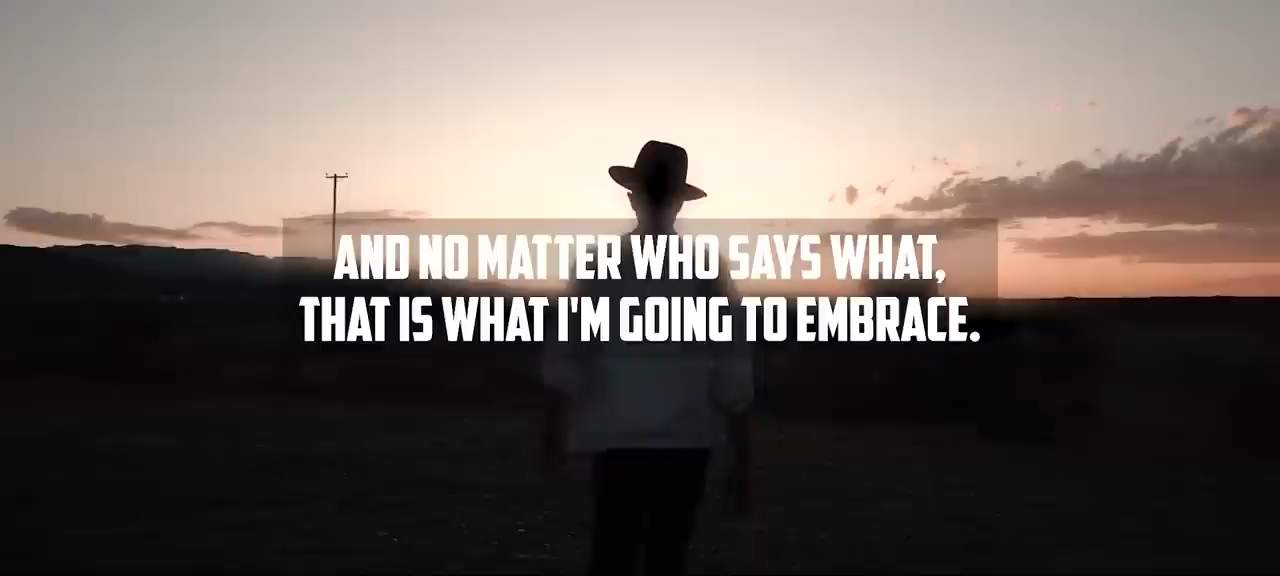 AND NO MATTER WHO SAYS WHAT,
THAT IS WHAT I'M GOING TO EMBRACE.